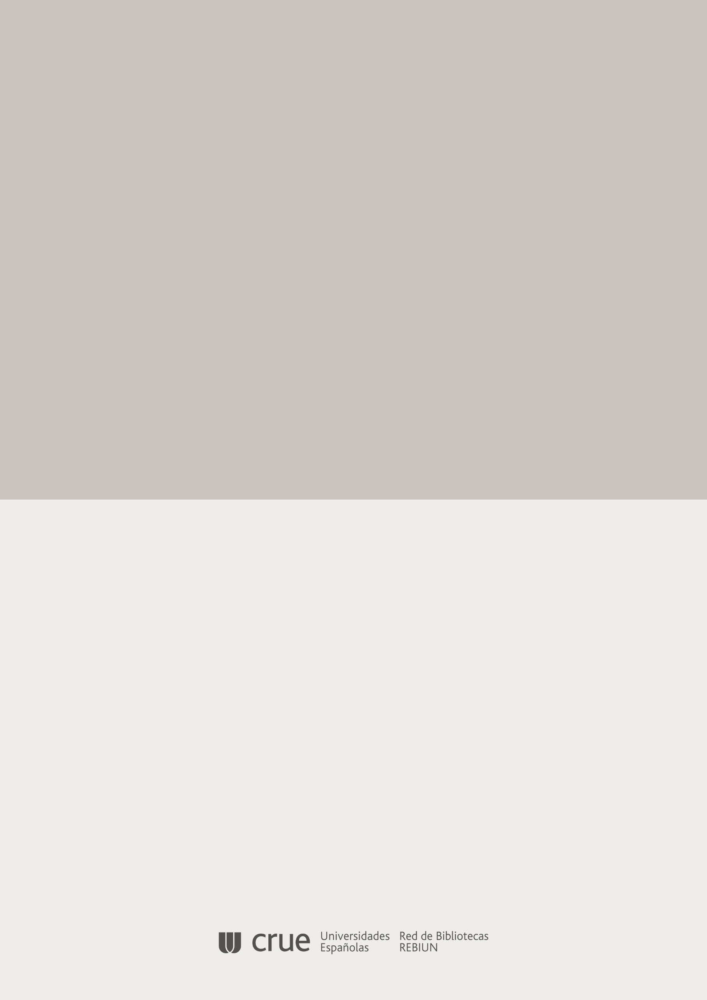 crue
Universidades
Españolas
Red de Bibliotecas
REBIUN